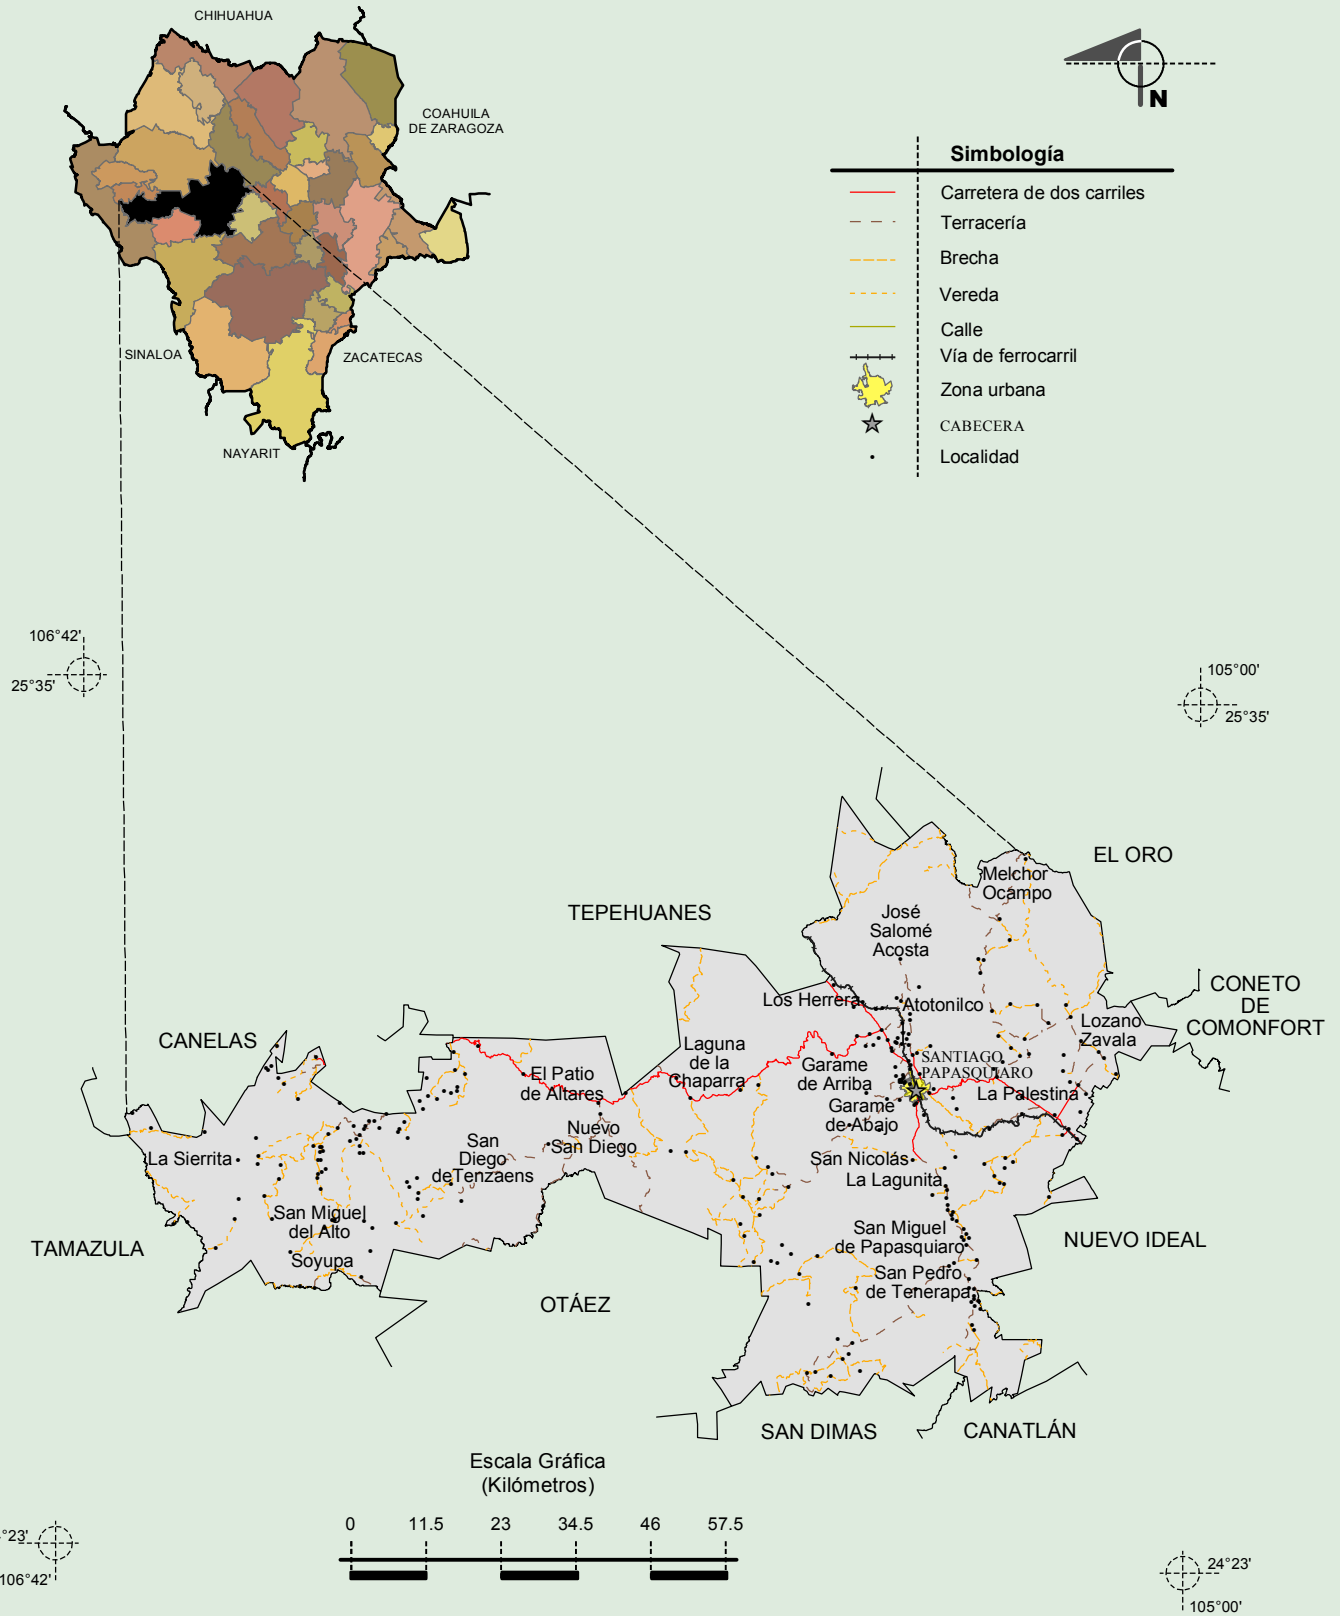 CHIHUAHUA
COAHUILA
DE ZARAGOZA
SINALOA
ZACATECAS
NAYARIT
N
Simbología
Carretera de dos carriles
Terracería
Brecha
Vereda
Calle
Vía de ferrocarril
Zona urbana
CABECERA
Localidad
106°42'
25°35'
105°00'
25°35'
EL ORO
Melchor
Ocampo
TEPEHUANES
José
Salomé
Acosta
CONETO
DE
COMONFORT
Los Herrera
Atotonilco
Lozano
Zavala
CANELAS
Laguna
de la
Chaparra
SANTIAGO
PAPASQUIARO
Garame
de Arriba
El Patio
de Altares
La Palestina
Garame
de Abajo
Nuevo
San Diego
San
Diego
deTenzaens
La Sierrita
San Nicolás
La Lagunita
San Miguel
del Alto
San Miguel
de Papasquiaro
TAMAZULA
NUEVO IDEAL
Soyupa
San Pedro
de Tenerapa
OTÁEZ
SAN DIMAS
CANATLÁN
Escala Gráfica
(Kilómetros)
0 11.5 23 34.5 46 57.5
°23'
106°42'
24°23'
105°00'